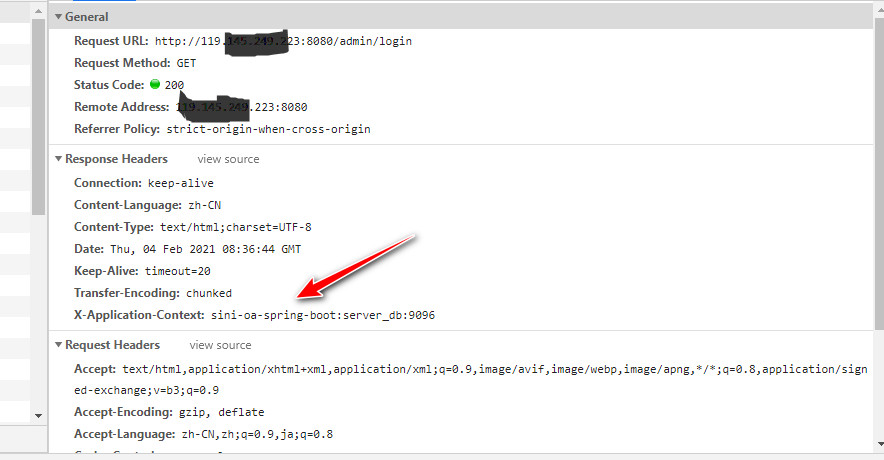 General
Request URL: http://119. .223:8080/admin/login
Request Method: GET
Status Code: 200
Remote Address: .223:8080
Referrer Policy: strict-origin-when-cross-origin
Response Headers view source
Connection: keep-alive
Content-Language: zh-CN
Content-Type: text/html;charset=UTF-8
Date: Thu, 04 Feb 2021 08:36:44 GMT
Keep-Alive: timeout=20
Transfer-Encoding: chunked
X-Application-Context: sini-oa-spring-boot:server_db:9096
Request Headers view source
Accept: text/html,application/xhtml+xml,application/xml;q=0.9,image/avif,image/webp,image/apng,*/*;q=0.8,application/sign
ed-exchange;v=b3;q=0.9
Accept-Encoding: gzip, deflate
Accept-Language: zh-CN,zh;q=0.9,ja;q=0.8